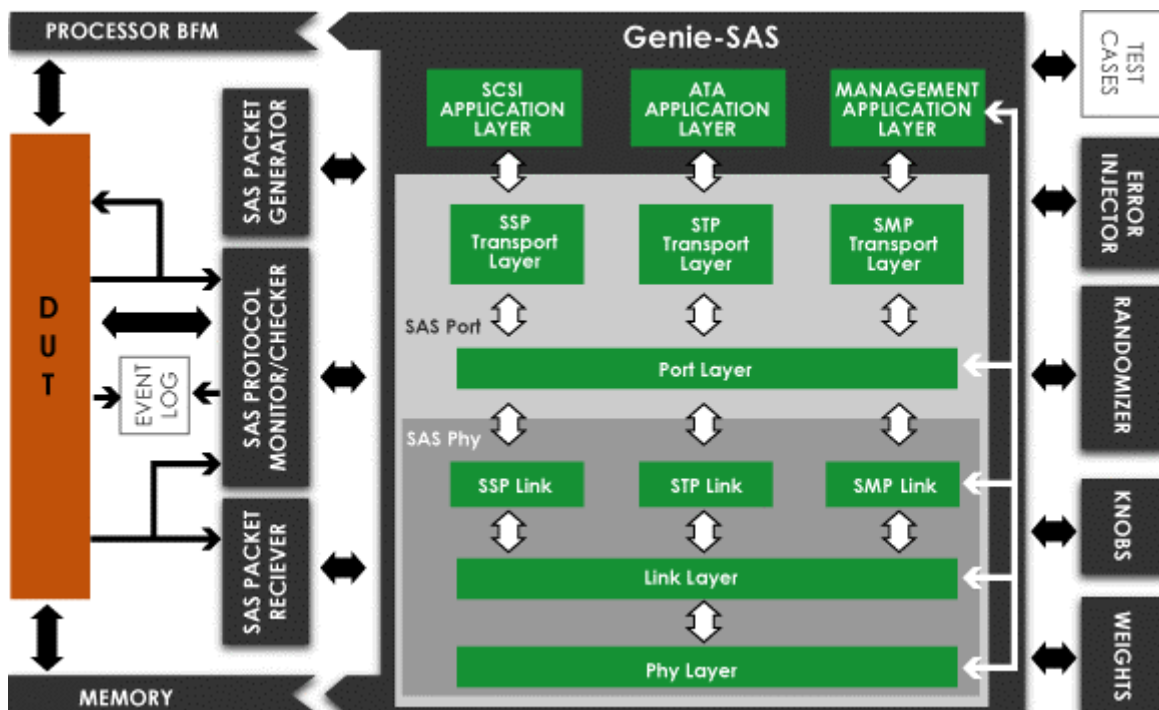 PROCESSOR BFM
Genie-SAS
TEST
CASES
SCSI
APPLICATION
LAYER
ATA
APPLICATION
LAYER
MANAGEMENT
APPLICATION
LAYER
SAS PACKET
GENERATOR
ERROR
INJECTOR
SSP
Transport
Layer
STP
Transport
Layer
SMP
Transport
Layer
D
U
T
SAS PROTOCOL
MONITOR/CHECKER
EVENT
LOG
SAS Port
Port Layer
RANDOMIZER
SAS Phy
SSP Link
STP Link
SMP Link
KNOBS
SAS PACKET
RECIEVER
Link Layer
Phy Layer
WEIGHTS
MEMORY